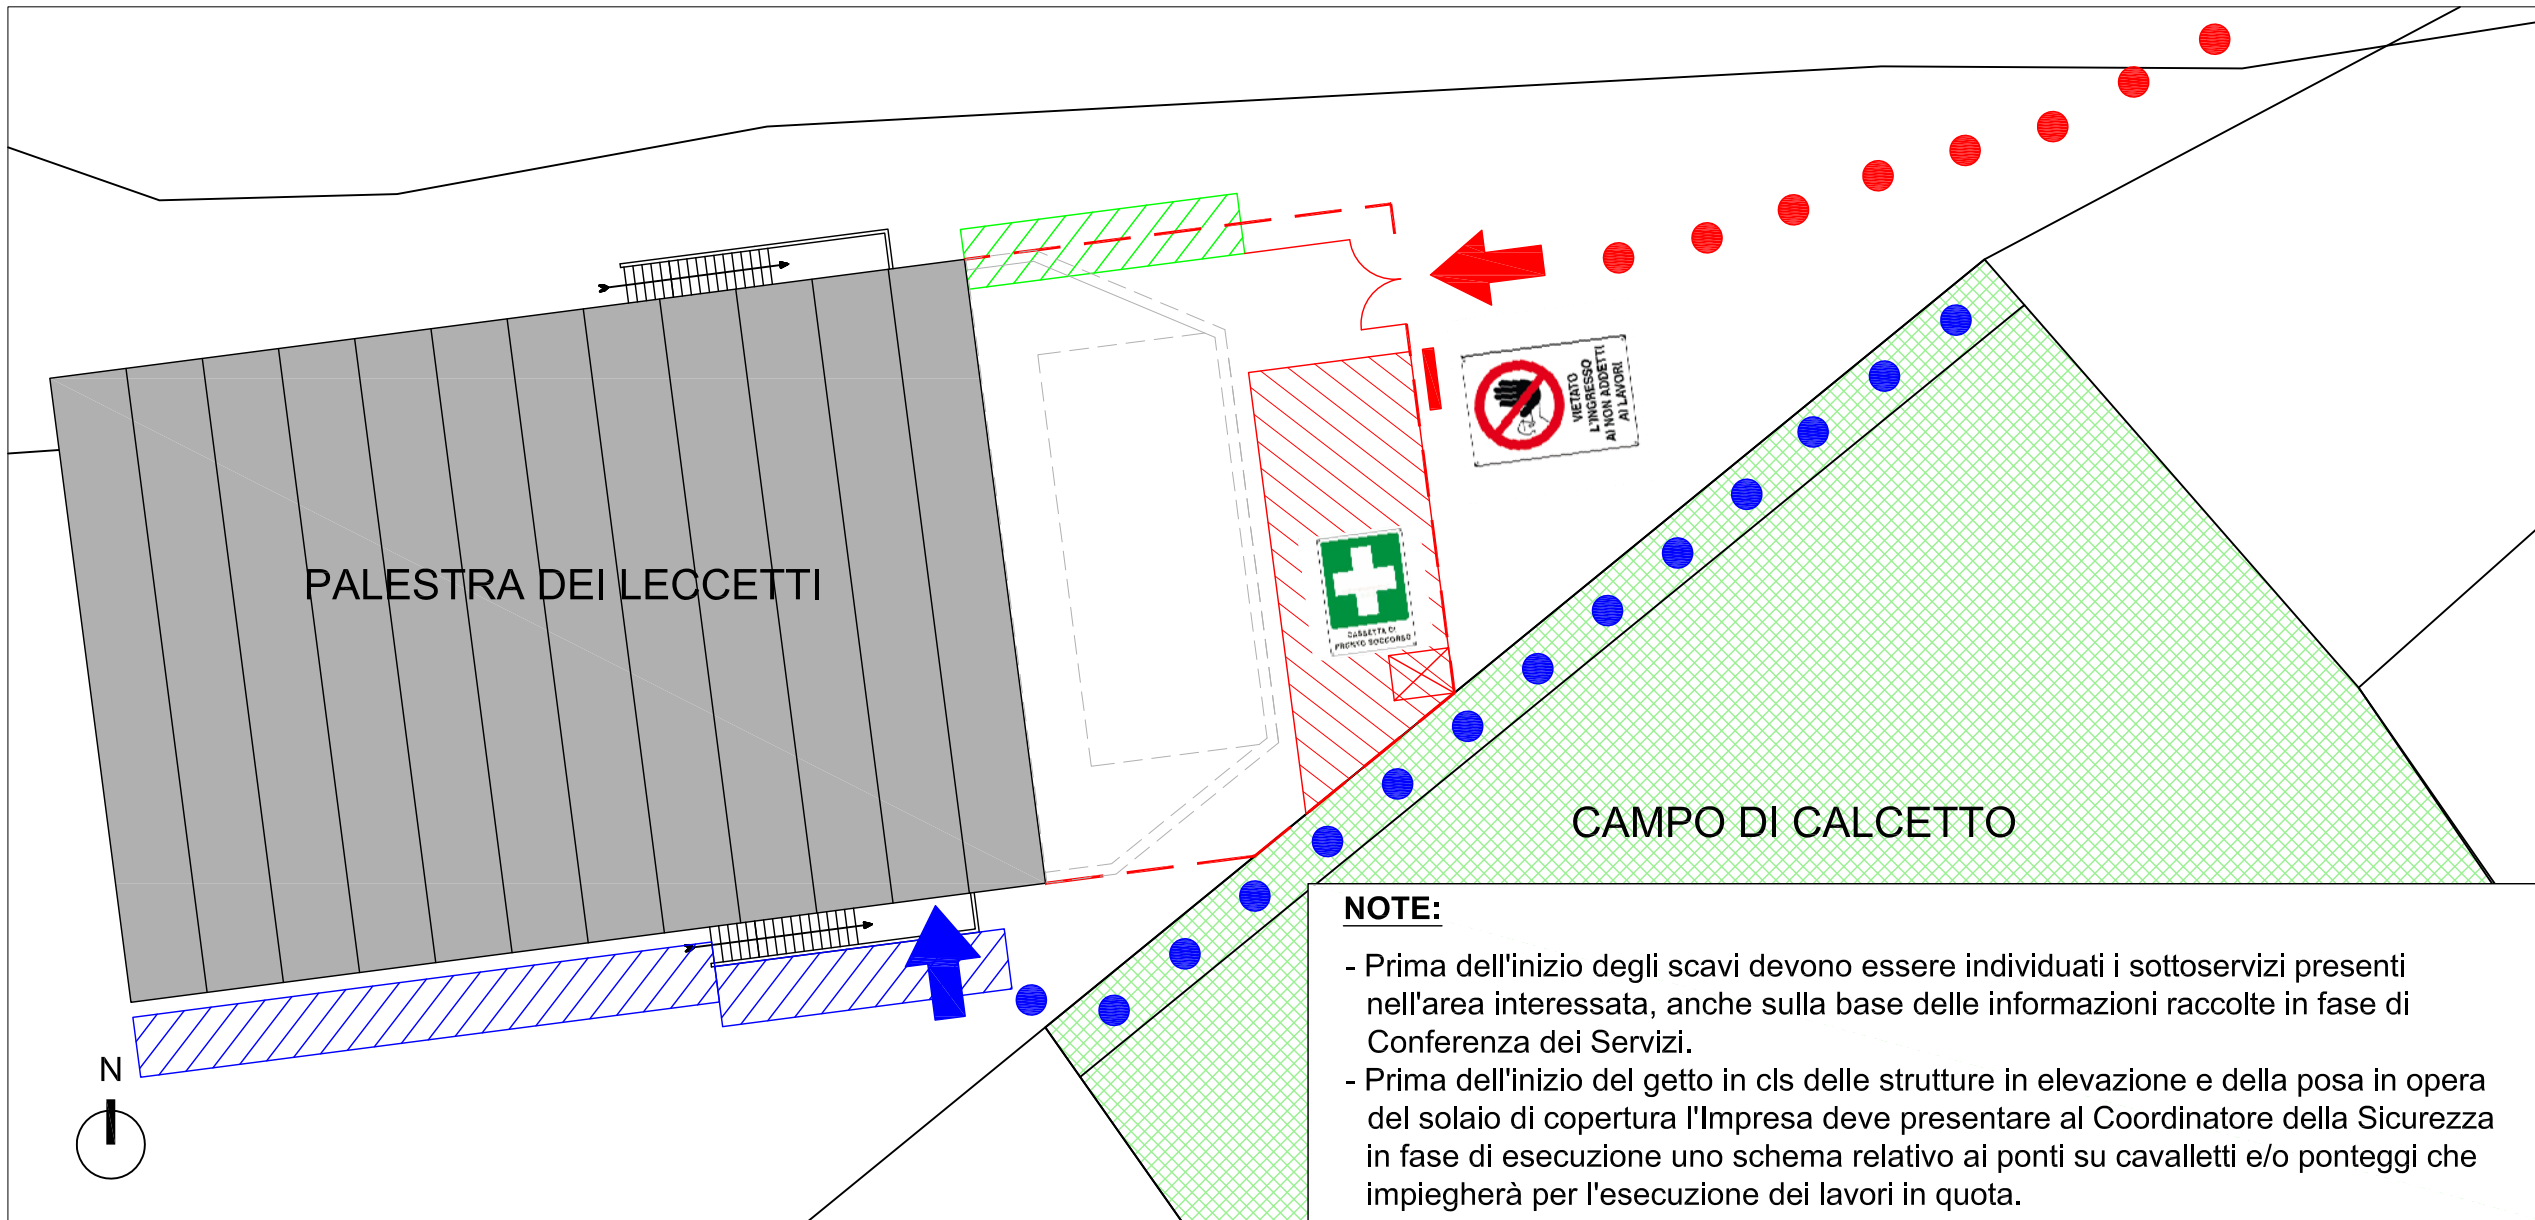 VIETATO
L'INGRESSO
AI NON ADDETTI
AI LAVORI
PALESTRA DEI LECCETTI
CASSETTA DI
PRONTO SOCCORSO
CAMPO DI CALCETTO
N
NOTE:
- Prima dell'inizio degli scavi devono essere individuati i sottoservizi presenti
nell'area interessata, anche sulla base delle informazioni raccolte in fase di
Conferenza dei Servizi.
- Prima dell'inizio del getto in cls delle strutture in elevazione e della posa in opera
del solaio di copertura l'Impresa deve presentare al Coordinatore della Sicurezza
in fase di esecuzione uno schema relativo ai ponti su cavalletti e/o ponteggi che
impiegherà per l'esecuzione dei lavori in quota.